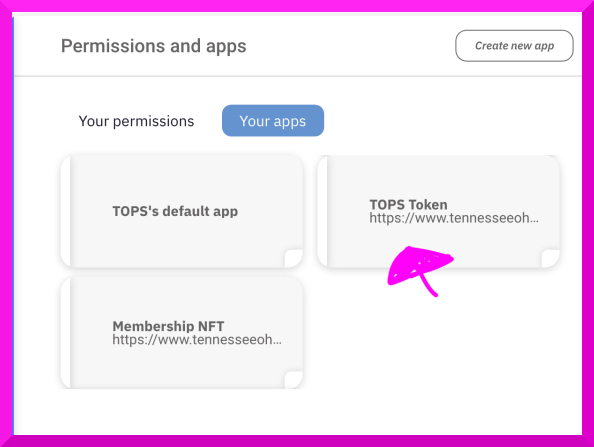 Permissions and apps
Create new app
Your permissions
Your apps
TOPS's default app
TOPS Token
https://www.tennesseeoh...
Membership NFT
https://www.tennesseeoh...